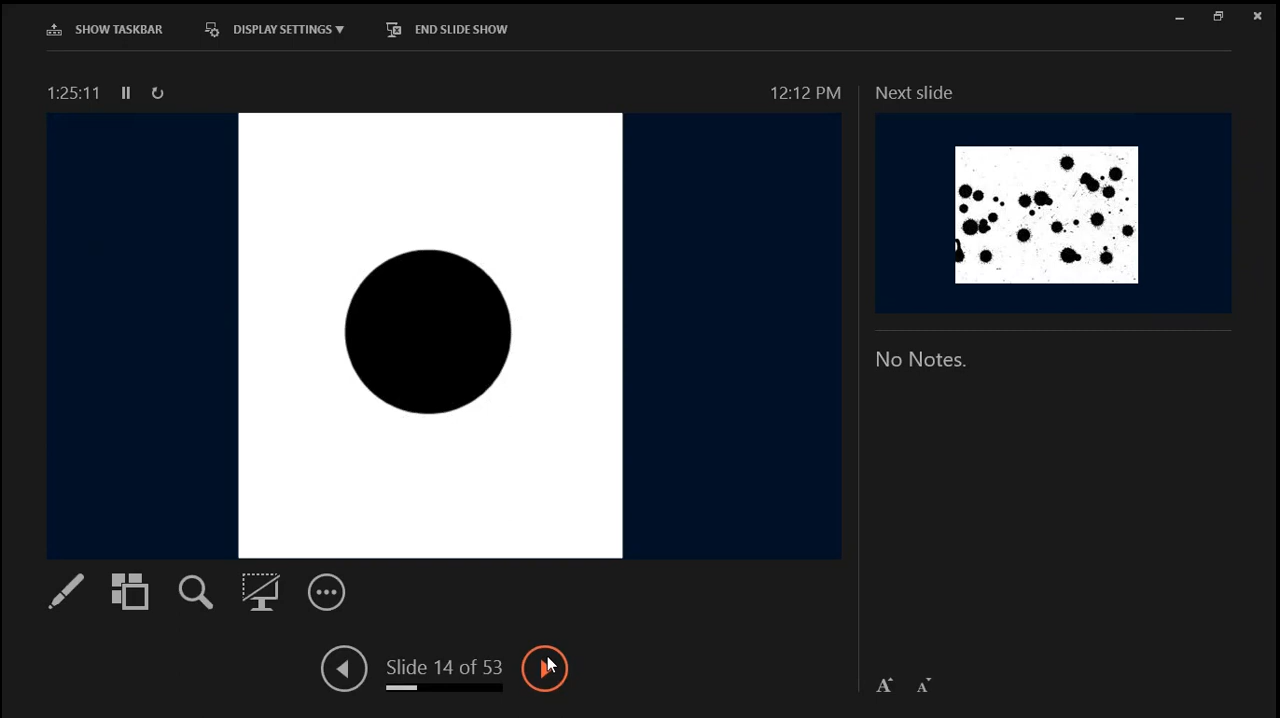 SHOW TASKBAR
DISPLAY SETTINGS ▼
END SLIDE SHOW
1:25:11
12:12 PM
Next slide
No Notes.
Slide 14 of 53
A
A